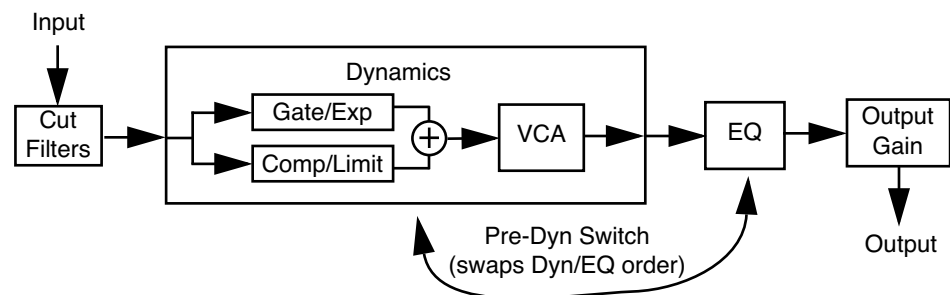 Input
Cut
Filters
Dynamics
Gate/Exp
Comp/Limit
+
VCA
EQ
Output
Gain
Output
Pre-Dyn Switch
(swaps Dyn/EQ order)